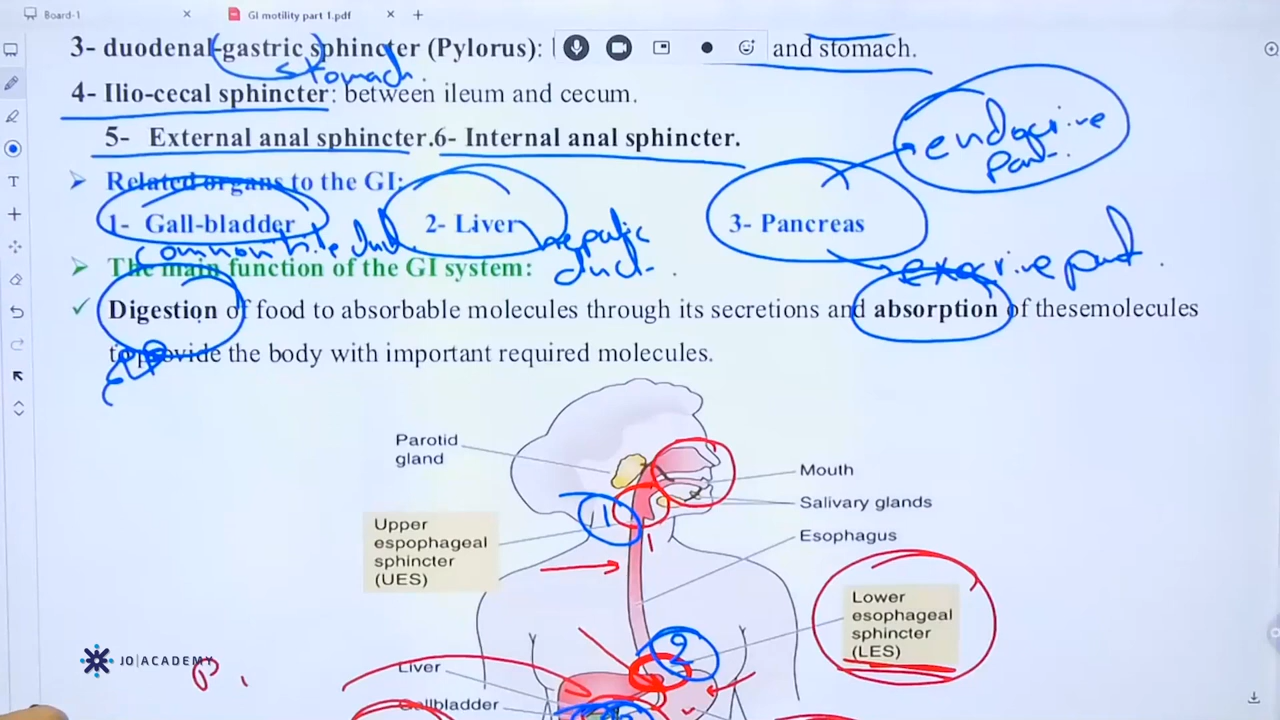 Board-1
GI motility part 1.pdf
3- duodenal-gastric sphincter (Pylorus): and stomach.
stomach.
4- Ilio-cecal sphincter: between ileum and cecum.
5- External anal sphincter.6- Internal anal sphincter.
endocrine part.
Related organs to the GI:
1- Gall-bladder 2- Liver 3- Pancreas
common bile duct. hepatic duct exocrine part.
The main function of the GI system:
Digestion of food to absorbable molecules through its secretions and absorption of thesemolecules
to provide the body with important required molecules.
Parotid
gland
Mouth
Salivary glands
1
Upper
espophageal
sphincter
(UES)
1
Esophagus
Lower
esophageal
sphincter
(LES)
2
JO|ACADEMY
Liver
Gallbladder